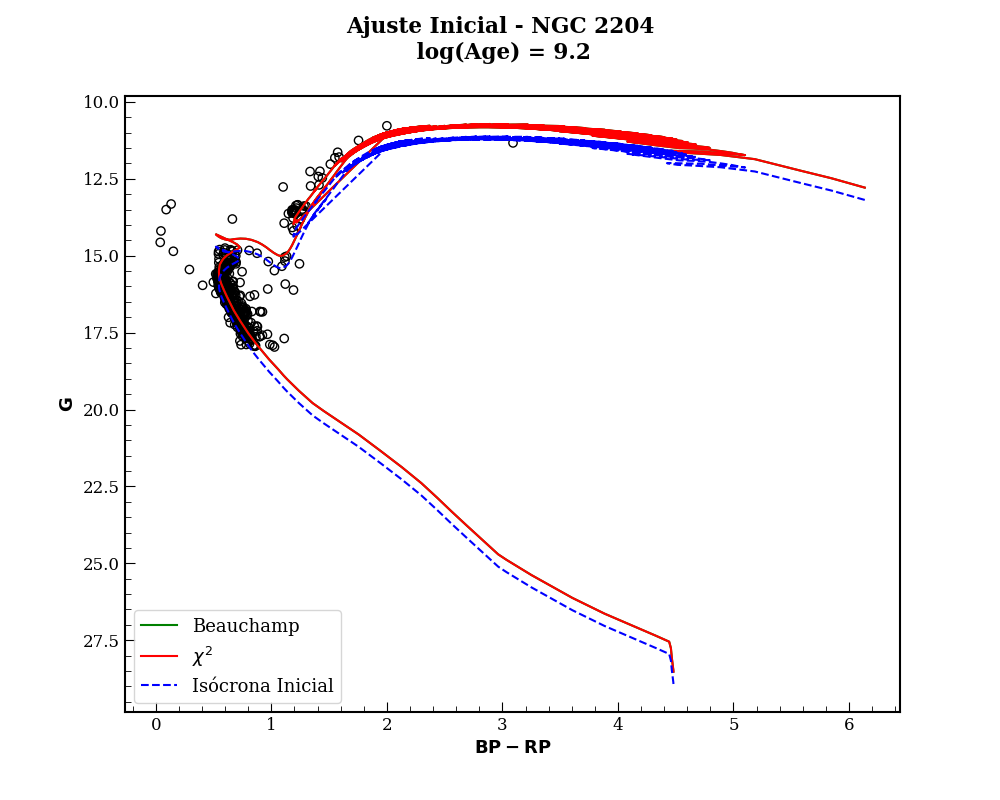 Ajuste Inicial - NGC 2204
log(Age) = 9.2
10.0
12.5
15.0
17.5
20.0
22.5
25.0
27.5
G
Beauchamp
χ²
Isócrona Inicial
0 1 2 3 4 5 6
BP − RP